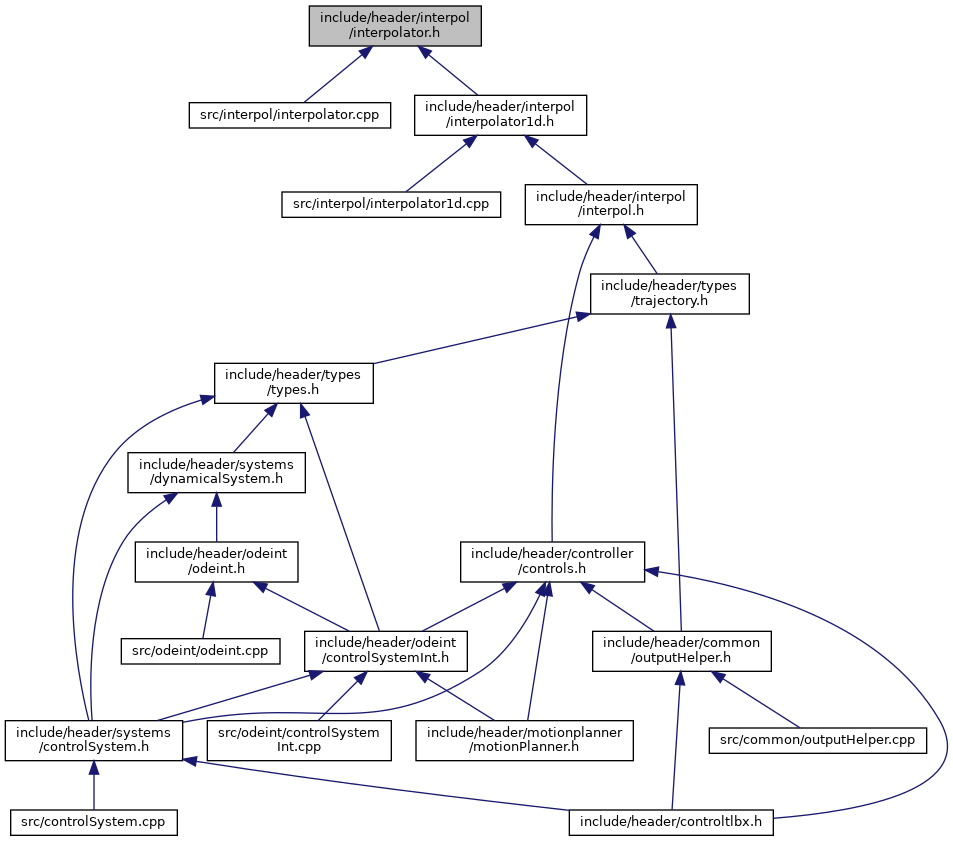 include/header/interpol
/interpolator.h
src/interpol/interpolator.cpp
include/header/interpol
/interpolator1d.h
src/interpol/interpolator1d.cpp
include/header/interpol
/interpol.h
include/header/types
/trajectory.h
include/header/types
/types.h
include/header/systems
/dynamicalSystem.h
include/header/odeint
/odeint.h
include/header/controller
/controls.h
src/odeint/odeint.cpp
include/header/odeint
/controlSystemInt.h
include/header/common
/outputHelper.h
include/header/systems
/controlSystem.h
src/odeint/controlSystem
Int.cpp
include/header/motionplanner
/motionPlanner.h
src/common/outputHelper.cpp
src/controlSystem.cpp
include/header/controltlbx.h